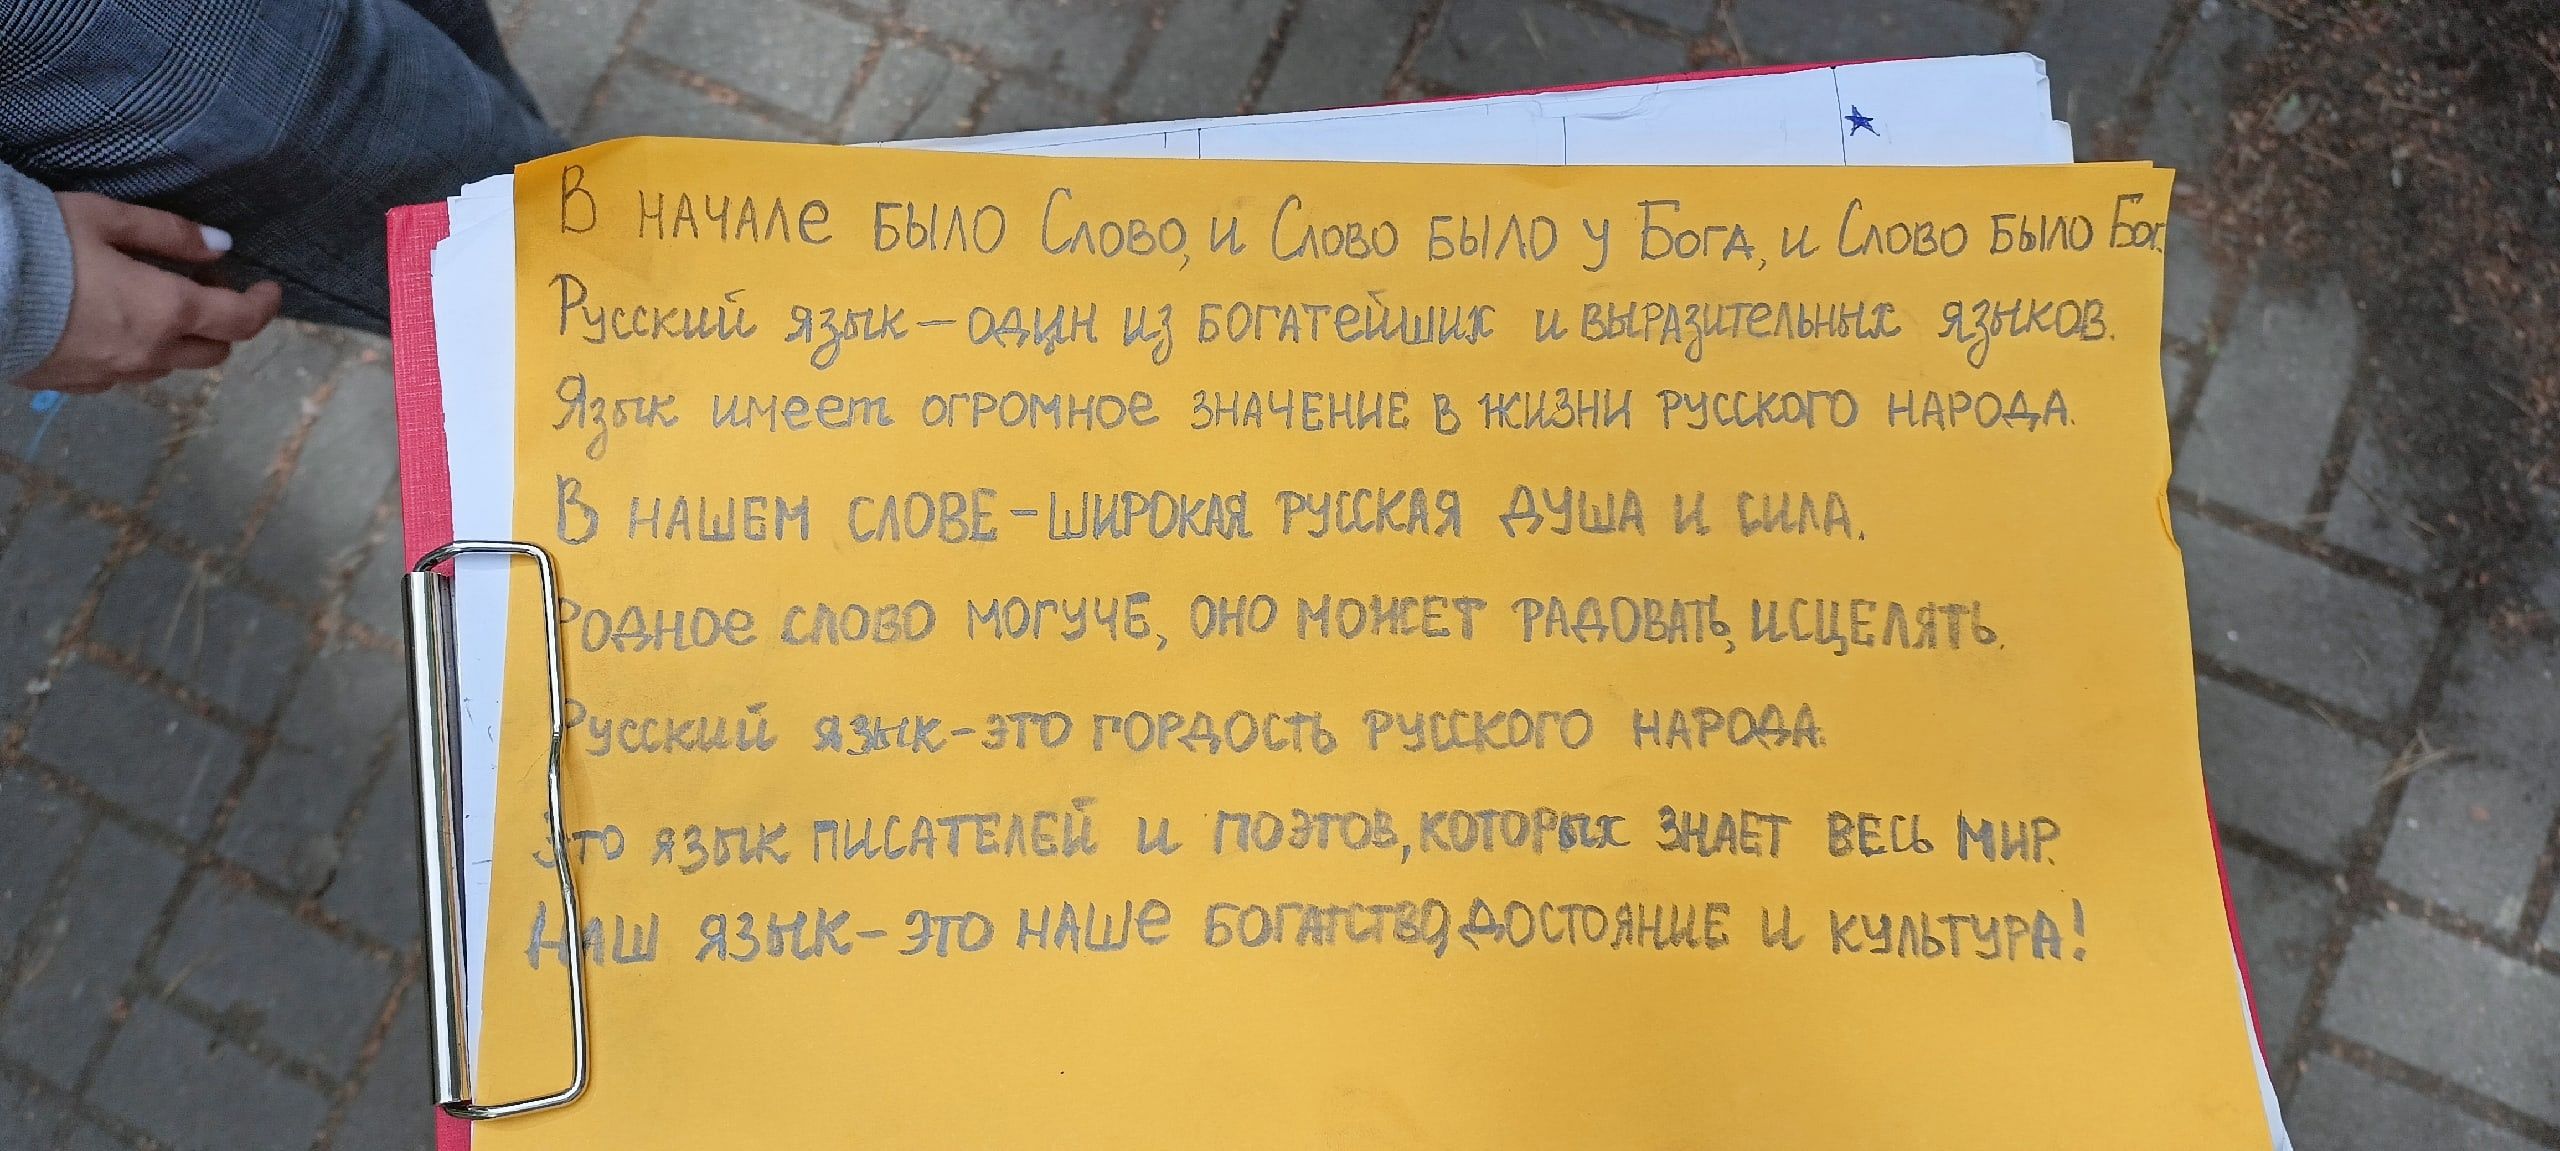 В начале было Слово, и Слово было у Бога, и Слово было Бог.
Русский язык – один из богатейших и выразительных языков.
Язык имеет огромное значение в жизни русского народа.
В нашем слове – широкая русская душа и сила.
Родное слово могуче, оно может радовать, исцелять.
Русский язык – это гордость русского народа.
Это язык писателей и поэтов, которых знает весь мир.
Наш язык – это наше богатство, достояние и культура!